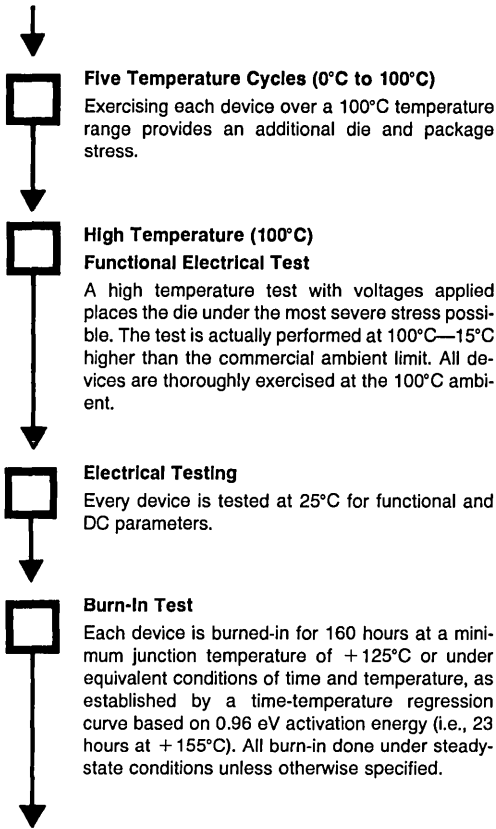 Five Temperature Cycles (0°C to 100°C)
Exercising each device over a 100°C temperature
range provides an additional die and package
stress.
High Temperature (100°C)
Functional Electrical Test
A high temperature test with voltages applied
places the die under the most severe stress possi-
ble. The test is actually performed at 100°C—15°C
higher than the commercial ambient limit. All de-
vices are thoroughly exercised at the 100°C ambi-
ent.
Electrical Testing
Every device is tested at 25°C for functional and
DC parameters.
Burn-In Test
Each device is burned-in for 160 hours at a mini-
mum junction temperature of +125°C or under
equivalent conditions of time and temperature, as
established by a time-temperature regression
curve based on 0.96 eV activation energy (i.e., 23
hours at +155°C). All burn-in done under steady-
state conditions unless otherwise specified.